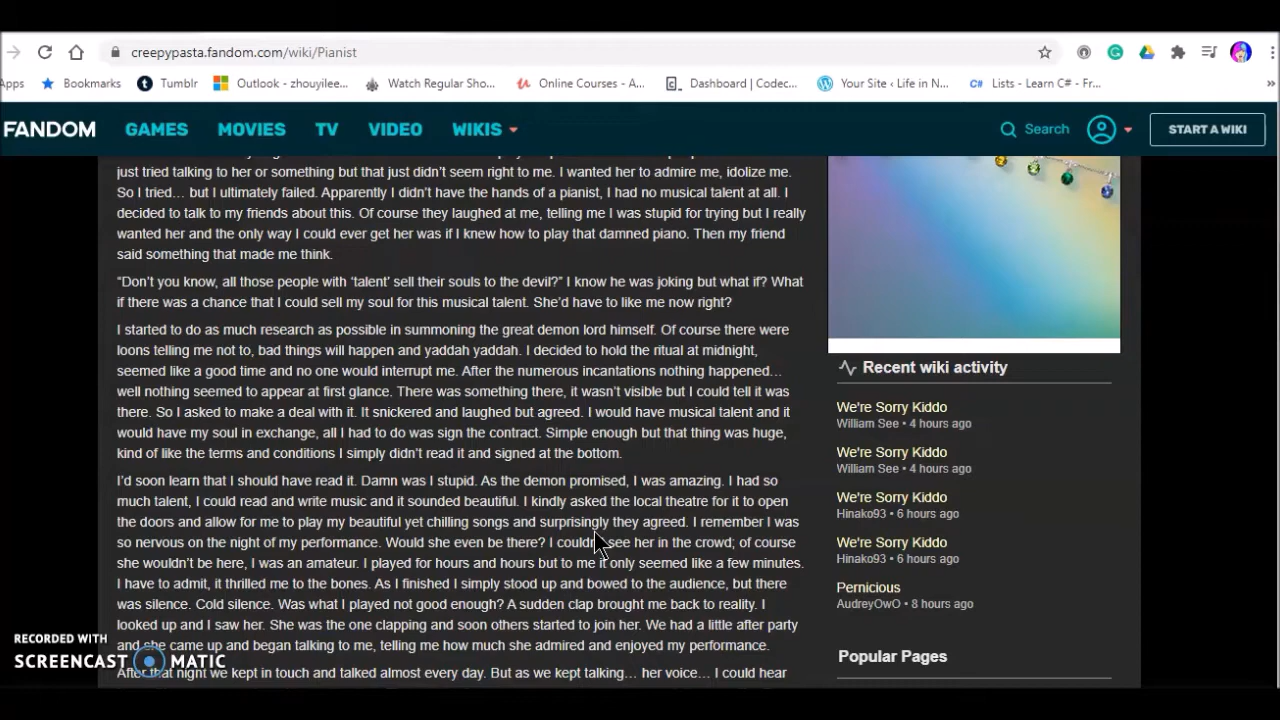 creepypasta.fandom.com/wiki/Pianist
Apps Bookmarks Tumblr Outlook - zhouyilee... Watch Regular Sho... Online Courses - A... Dashboard | Codec... Your Site ‹ Life in N... C# Lists - Learn C# - Fr... »
FANDOM GAMES MOVIES TV VIDEO WIKIS Search START A WIKI
just tried talking to her or something but that just didn't seem right to me. I wanted her to admire me, idolize me.
So I tried… but I ultimately failed. Apparently I didn't have the hands of a pianist, I had no musical talent at all. I
decided to talk to my friends about this. Of course they laughed at me, telling me I was stupid for trying but I really
wanted her and the only way I could ever get her was if I knew how to play that damned piano. Then my friend
said something that made me think.
“Don't you know, all those people with ‘talent’ sell their souls to the devil?” I know he was joking but what if? What
if there was a chance that I could sell my soul for this musical talent. She'd have to like me now right?
I started to do as much research as possible in summoning the great demon lord himself. Of course there were
loons telling me not to, bad things will happen and yaddah yaddah. I decided to hold the ritual at midnight,
seemed like a good time and no one would interrupt me. After the numerous incantations nothing happened…
well nothing seemed to appear at first glance. There was something there, it wasn't visible but I could tell it was
there. So I asked to make a deal with it. It snickered and laughed but agreed. I would have musical talent and it
would have my soul in exchange, all I had to do was sign the contract. Simple enough but that thing was huge,
kind of like the terms and conditions I simply didn't read it and signed at the bottom.
I'd soon learn that I should have read it. Damn was I stupid. As the demon promised, I was amazing. I had so
much talent, I could read and write music and it sounded beautiful. I kindly asked the local theatre for it to open
the doors and allow for me to play my beautiful yet chilling songs and surprisingly they agreed. I remember I was
so nervous on the night of my performance. Would she even be there? I couldn't see her in the crowd; of course
she wouldn't be here, I was an amateur. I played for hours and hours but to me it only seemed like a few minutes.
I have to admit, it thrilled me to the bones. As I finished I simply stood up and bowed to the audience, but there
was silence. Cold silence. Was what I played not good enough? A sudden clap brought me back to reality. I
looked up and I saw her. She was the one clapping and soon others started to join her. We had a little after party
and she came up and began talking to me, telling me how much she admired and enjoyed my performance.
After that night we kept in touch and talked almost every day. But as we kept talking… her voice… I could hear
Recent wiki activity
We're Sorry Kiddo
William See • 4 hours ago
We're Sorry Kiddo
William See • 4 hours ago
We're Sorry Kiddo
Hinako93 • 6 hours ago
We're Sorry Kiddo
Hinako93 • 6 hours ago
Pernicious
AudreyOwO • 8 hours ago
Popular Pages
RECORDED WITH
SCREENCAST MATIC